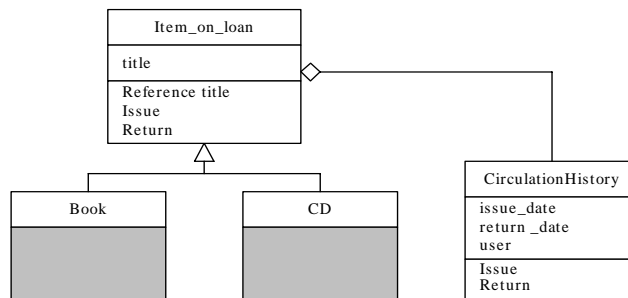 Item_on_loan
title
Reference title
Issue
Return
Book
CD
CirculationHistory
issue_date
return _date
user
Issue
Return